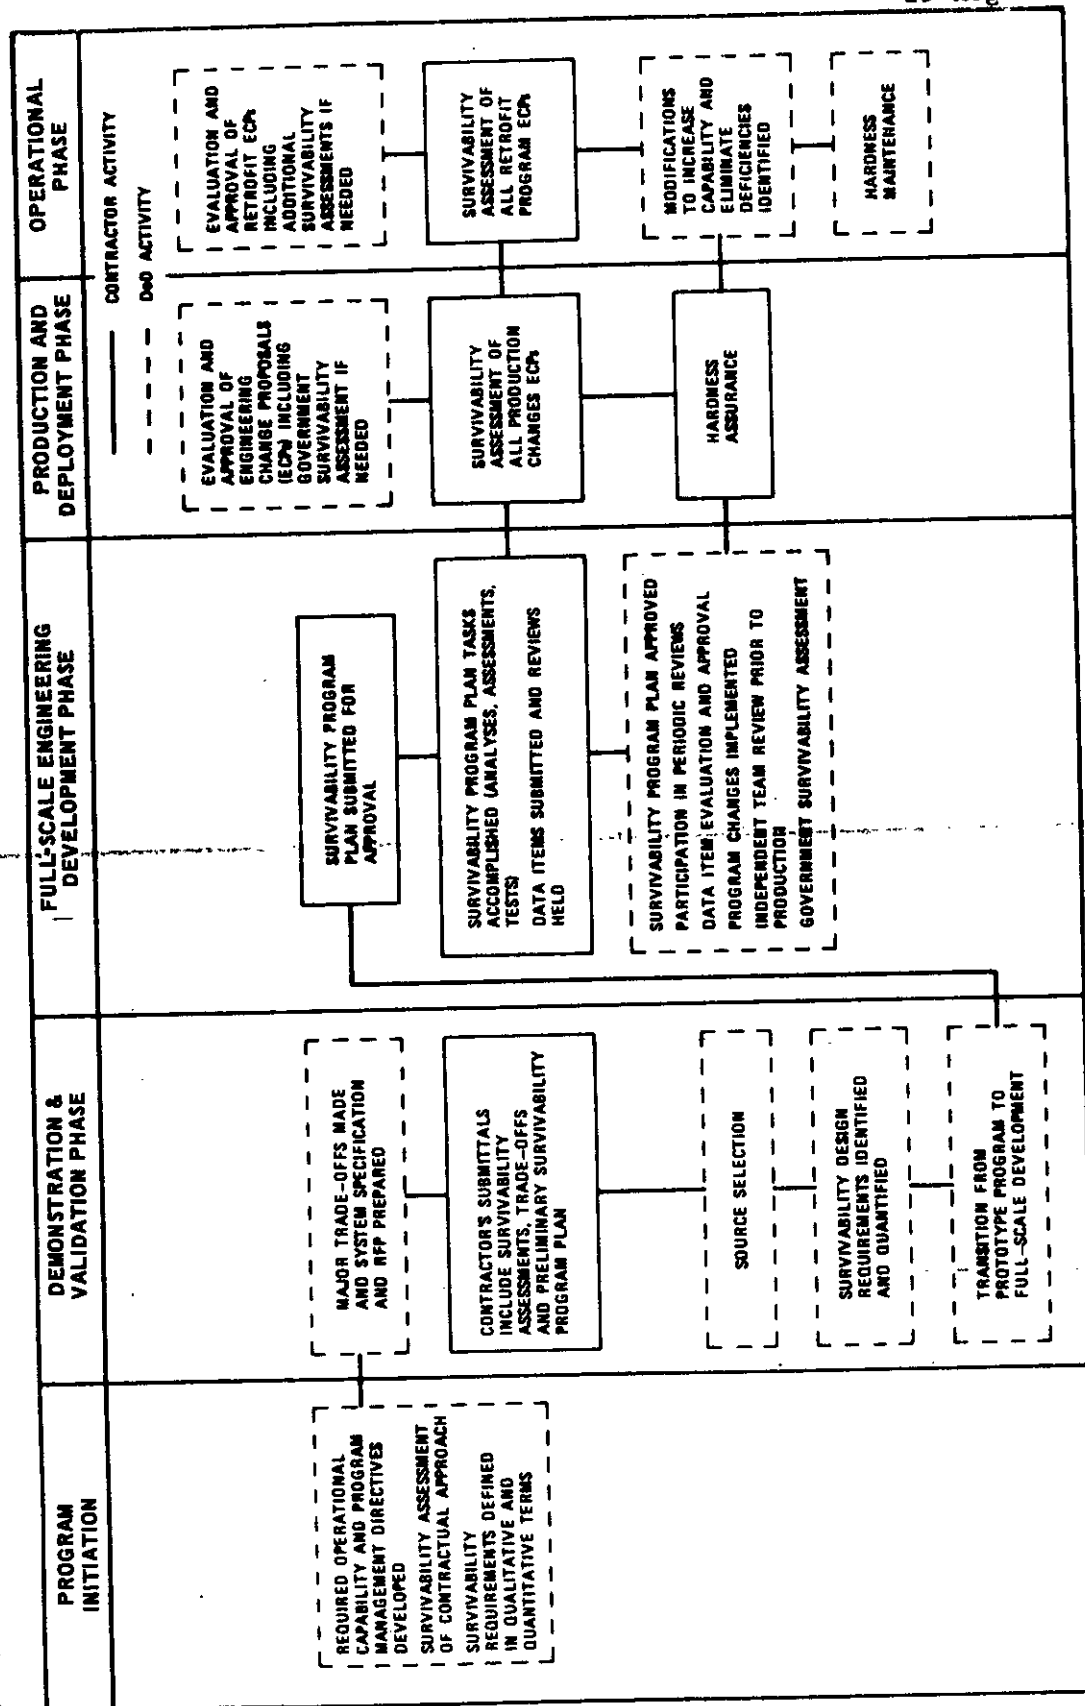 PROGRAM
INITIATION
DEMONSTRATION &
VALIDATION PHASE
FULL-SCALE ENGINEERING
DEVELOPMENT PHASE
PRODUCTION AND
DEPLOYMENT PHASE
OPERATIONAL
PHASE
CONTRACTOR ACTIVITY
DoD ACTIVITY
REQUIRED OPERATIONAL
CAPABILITY AND PROGRAM
MANAGEMENT DIRECTIVES
DEVELOPED
SURVIVABILITY ASSESSMENT
OF CONTRACTUAL APPROACH
SURVIVABILITY
REQUIREMENTS DEFINED
IN QUALITATIVE AND
QUANTITATIVE TERMS
MAJOR TRADE-OFFS MADE
AND SYSTEM SPECIFICATION
AND RFP PREPARED
CONTRACTOR'S SUBMITTALS
INCLUDE SURVIVABILITY
ASSESSMENTS, TRADE-OFFS
AND PRELIMINARY SURVIVABILITY
PROGRAM PLAN
SOURCE SELECTION
SURVIVABILITY DESIGN
REQUIREMENTS IDENTIFIED
AND QUANTIFIED
TRANSITION FROM
PROTOTYPE PROGRAM TO
FULL-SCALE DEVELOPMENT
SURVIVABILITY PROGRAM
PLAN SUBMITTED FOR
APPROVAL
SURVIVABILITY PROGRAM PLAN TASKS
ACCOMPLISHED (ANALYSES, ASSESSMENTS,
TESTS)
DATA ITEMS SUBMITTED AND REVIEWS
HELD
SURVIVABILITY PROGRAM PLAN APPROVED
PARTICIPATION IN PERIODIC REVIEWS
DATA ITEM EVALUATION AND APPROVAL
PROGRAM CHANGES IMPLEMENTED
INDEPENDENT TEAM REVIEW PRIOR TO
PRODUCTION
GOVERNMENT SURVIVABILITY ASSESSMENT
EVALUATION AND
APPROVAL OF
ENGINEERING
CHANGE PROPOSALS
(ECPs) INCLUDING
GOVERNMENT
SURVIVABILITY
ASSESSMENT IF
NEEDED
SURVIVABILITY
ASSESSMENT OF
ALL PRODUCTION
CHANGES ECPs
HARDNESS
ASSURANCE
EVALUATION AND
APPROVAL OF
RETROFIT ECPs
INCLUDING
ADDITIONAL
SURVIVABILITY
ASSESSMENTS IF
NEEDED
SURVIVABILITY
ASSESSMENT OF
ALL RETROFIT
PROGRAM ECPs
MODIFICATIONS
TO INCREASE
CAPABILITY AND
ELIMINATE
DEFICIENCIES
IDENTIFIED
HARDNESS
MAINTENANCE